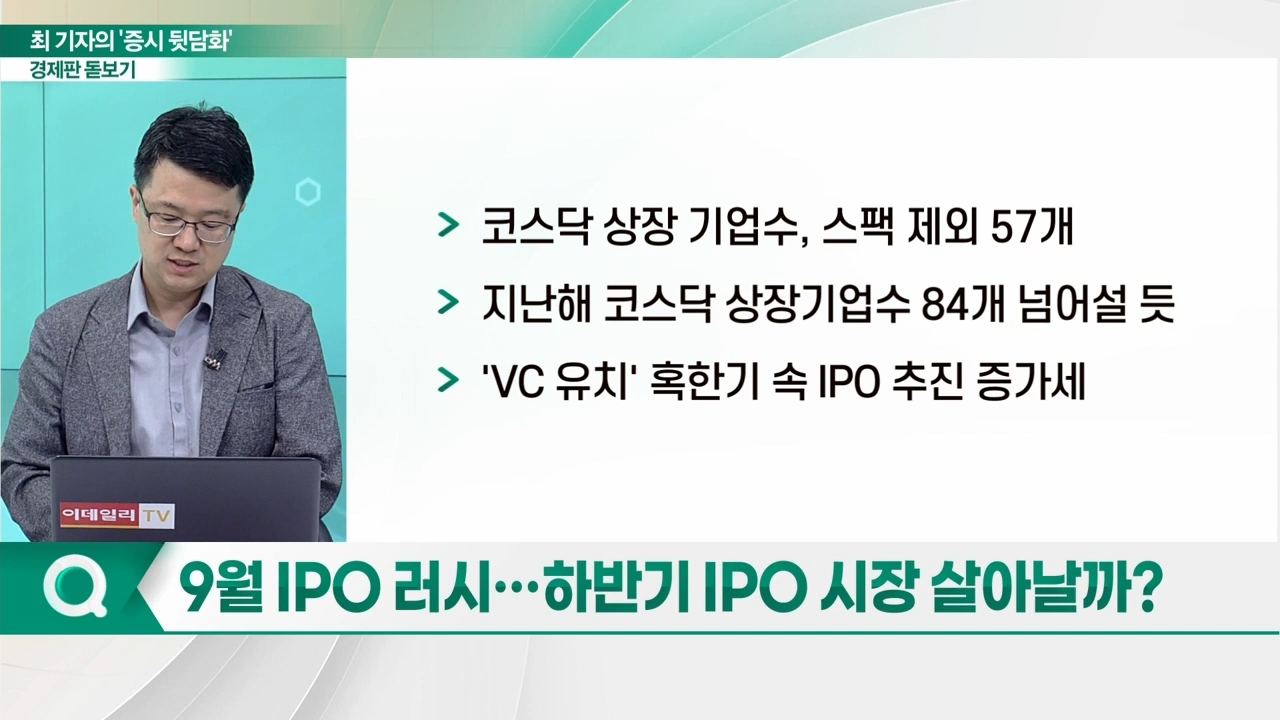 최 기자의 '증시 뒷담화'
경제판 돋보기
> 코스닥 상장 기업수, 스팩 제외 57개
> 지난해 코스닥 상장기업수 84개 넘어설 듯
> 'VC 유치' 혹한기 속 IPO 추진 증가세
이데일리 TV
9월 IPO 러시…하반기 IPO 시장 살아날까?